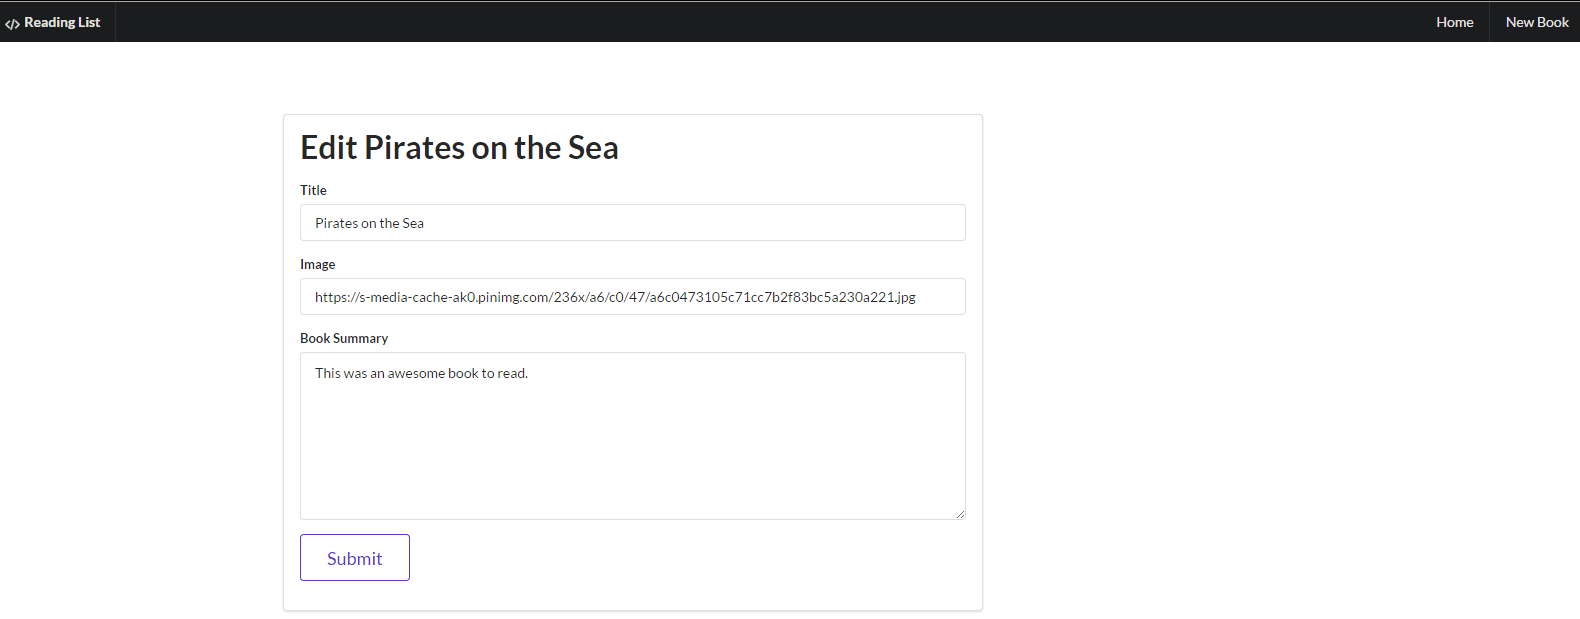 Reading List
Home
New Book
Edit Pirates on the Sea
Title
Pirates on the Sea
Image
https://s-media-cache-ak0.pinimg.com/236x/a6/c0/47/a6c0473105c71cc7b2f83bc5a230a221.jpg
Book Summary
This was an awesome book to read.
Submit